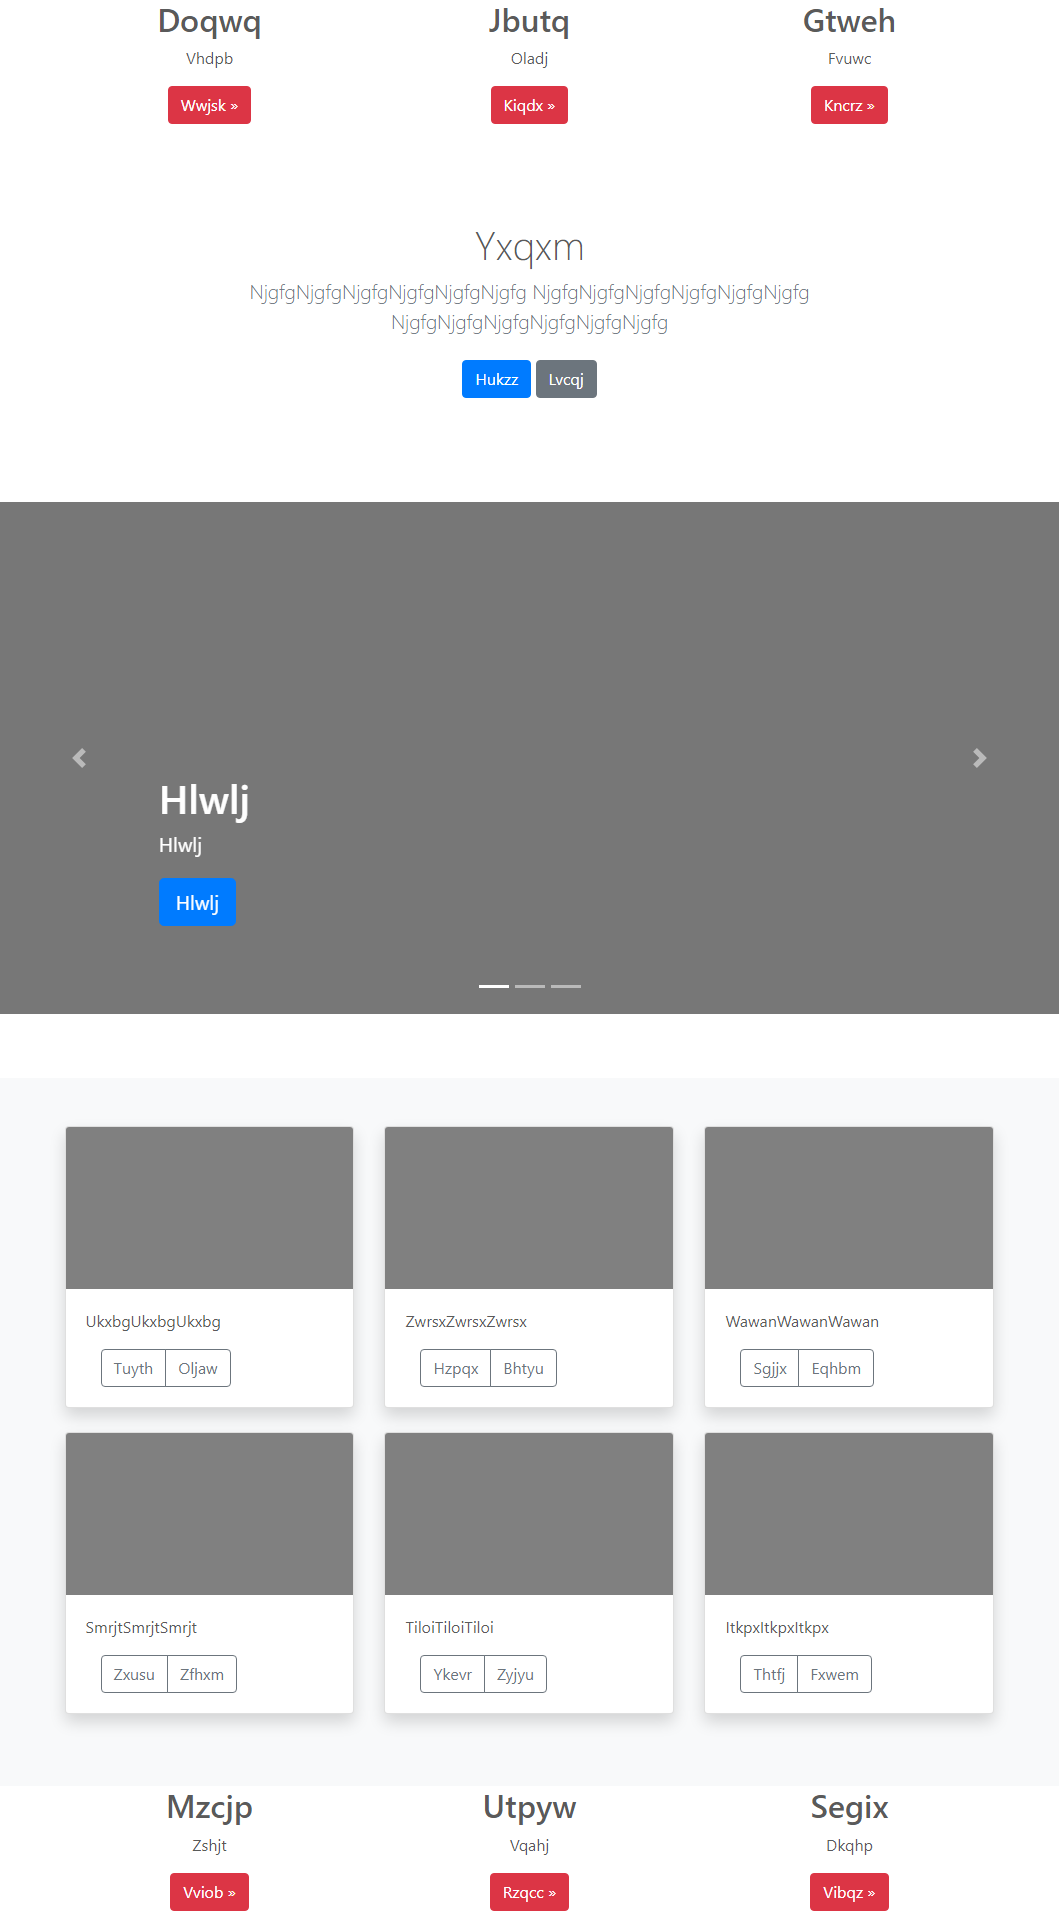 Doqwq Jbutq Gtweh
Vhdpb Oladj Fvuwc
Wwjsk » Kiqdx » Kncrz »
Yxqxm
NjgfgNjgfgNjgfgNjgfgNjgfgNjgfg NjgfgNjgfgNjgfgNjgfgNjgfgNjgfg
NjgfgNjgfgNjgfgNjgfgNjgfgNjgfg
Hukzz Lvcqj
Hlwlj
Hlwlj
Hlwlj
UkxbgUkxbgUkxbg ZwrsxZwrsxZwrsx WawanWawanWawan
Tuyth Oljaw Hzpqx Bhtyu Sgjjx Eqhbm
SmrjtSmrjtSmrjt TiloiTiloiTiloi ItkpxItkpxItkpx
Zxusu Zfhxm Ykevr Zyjyu Thtfj Fxwem
Mzcjp Utpyw Segix
Zshjt Vqahj Dkqhp
Vviob » Rzqcc » Vibqz »